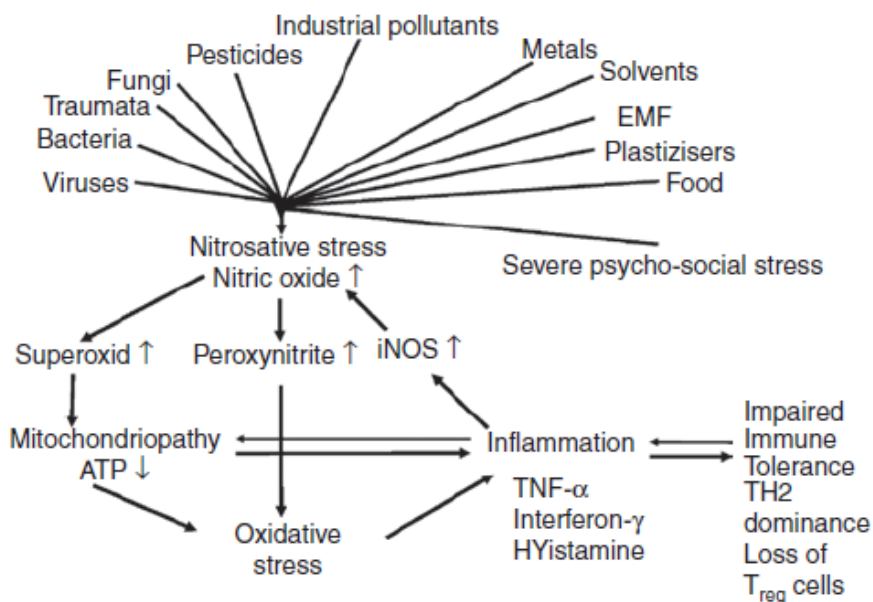 Industrial pollutants
Pesticides
Metals
Fungi
Solvents
Traumata
EMF
Bacteria
Plastizisers
Viruses
Food
Nitrosative stress
Nitric oxide ↑
Severe psycho-social stress
Superoxid ↑
Peroxynitrite ↑
iNOS ↑
Mitochondriopathy
ATP ↓
Inflammation
TNF-α
Interferon-γ
HYistamine
Impaired
Immune
Tolerance
TH2
dominance
Loss of
Treg cells
Oxidative
stress